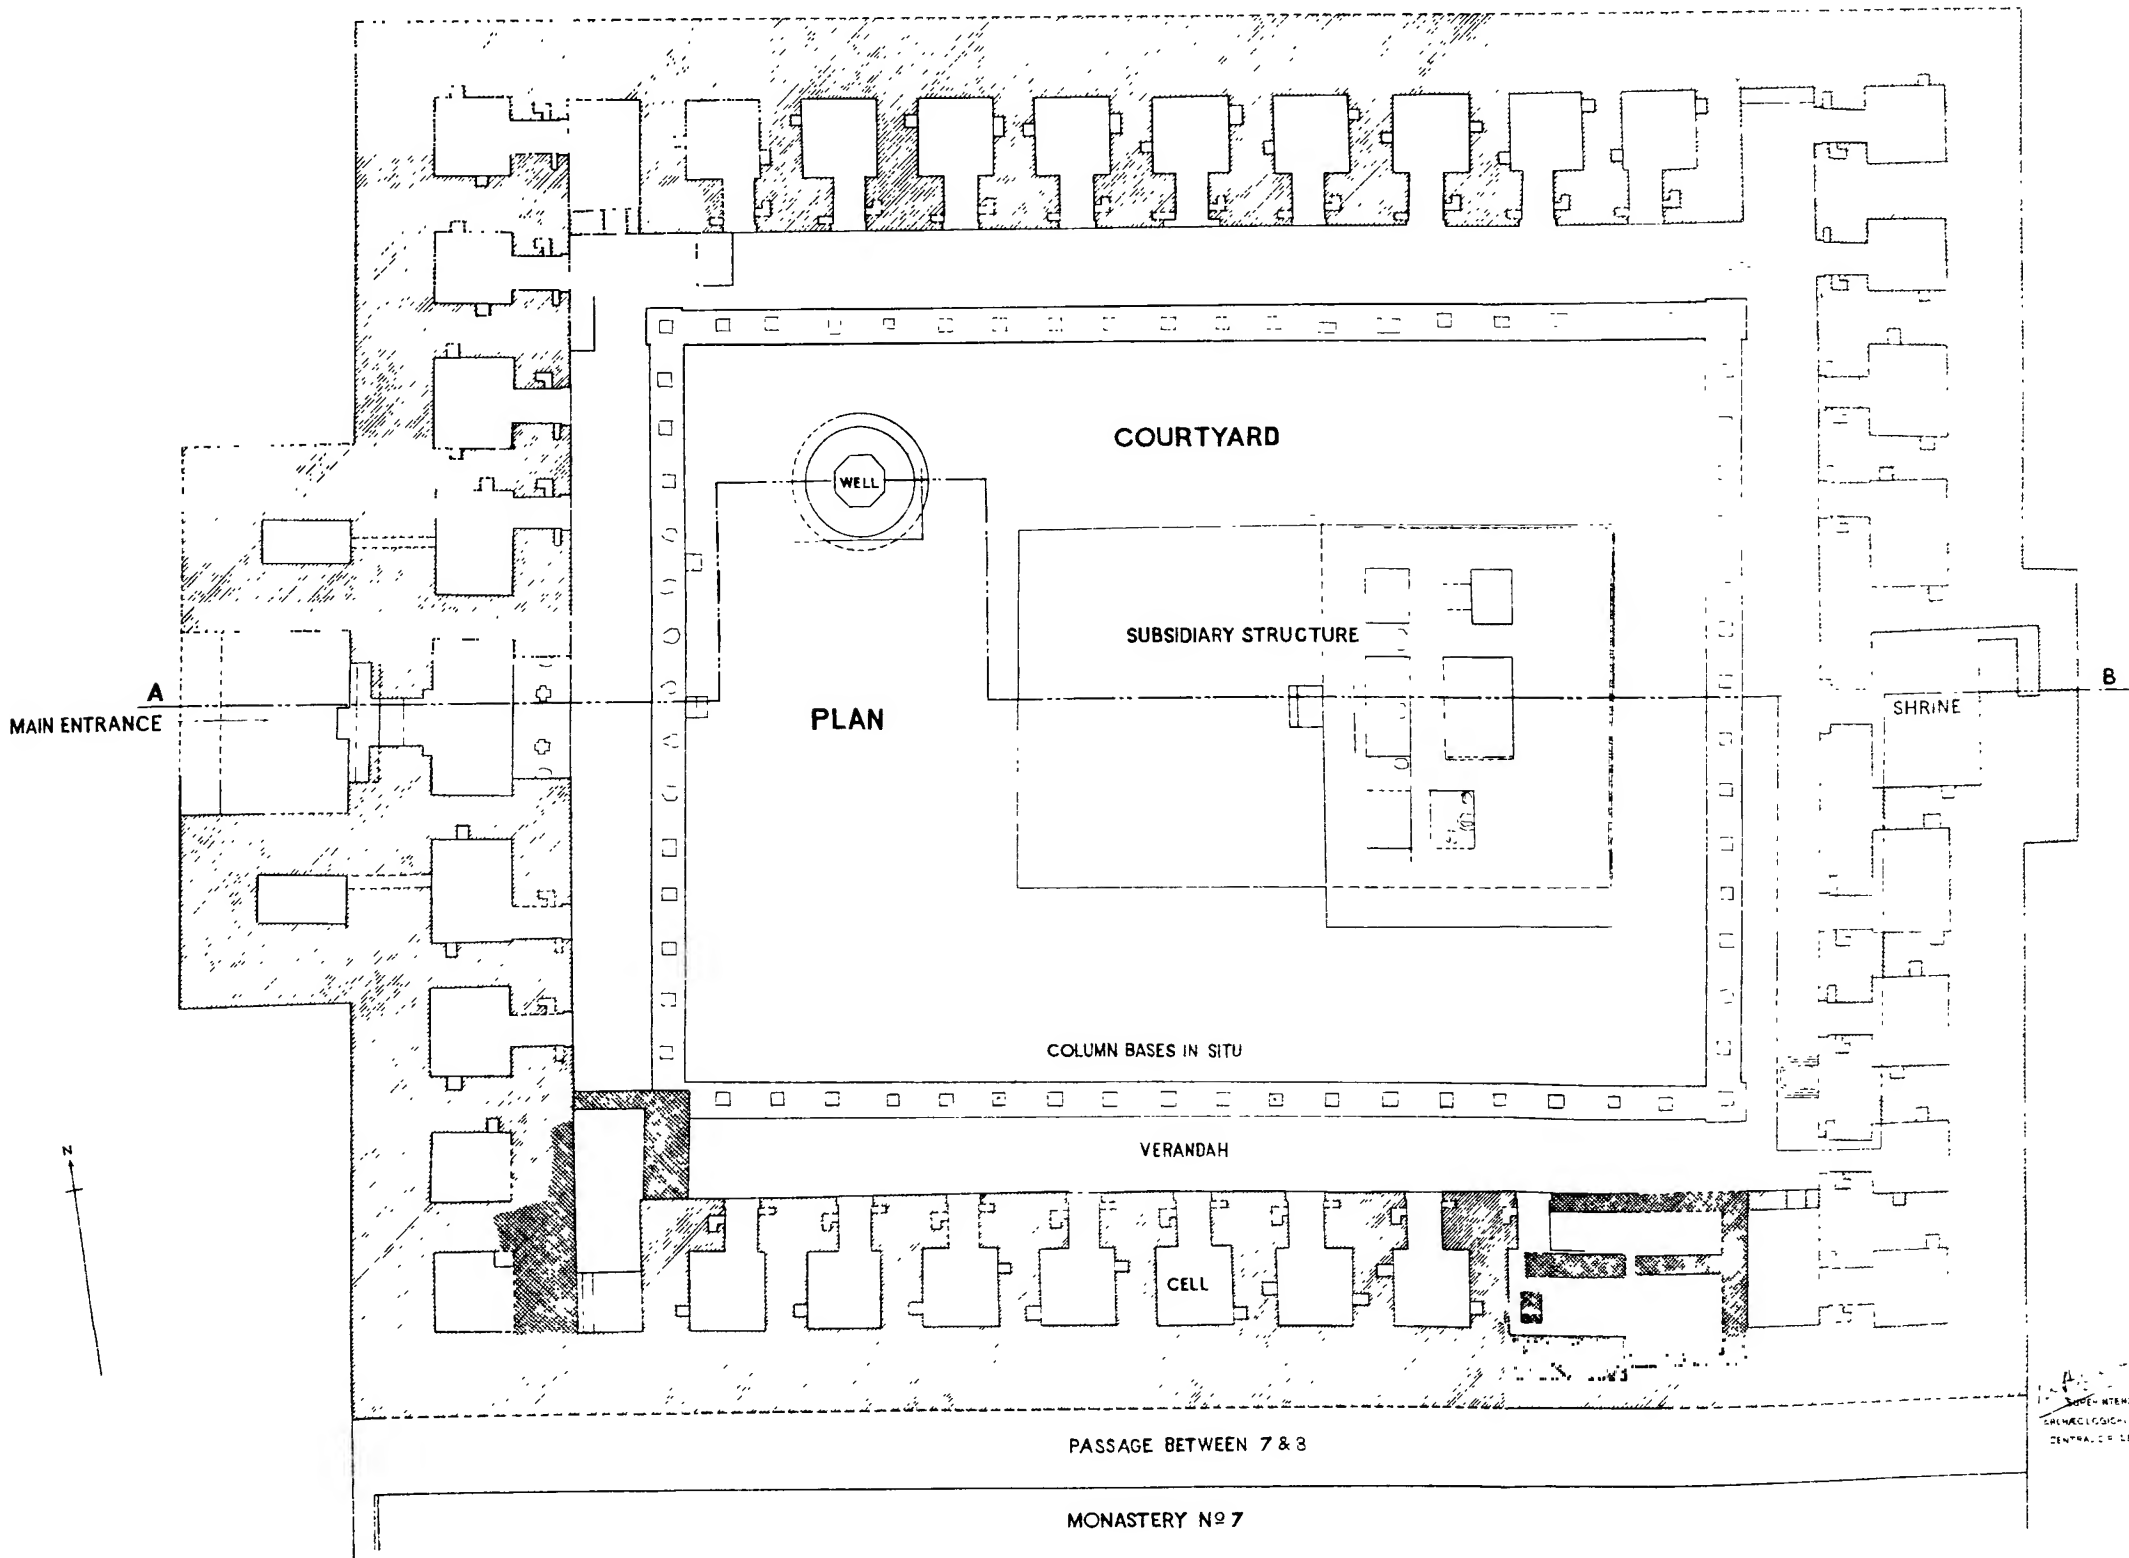 COURTYARD
WELL
SUBSIDIARY STRUCTURE
A
B
MAIN ENTRANCE
PLAN
SHRINE
COLUMN BASES IN SITU
N
VERANDAH
CELL
PASSAGE BETWEEN 7 & 8
MONASTERY Nº 7